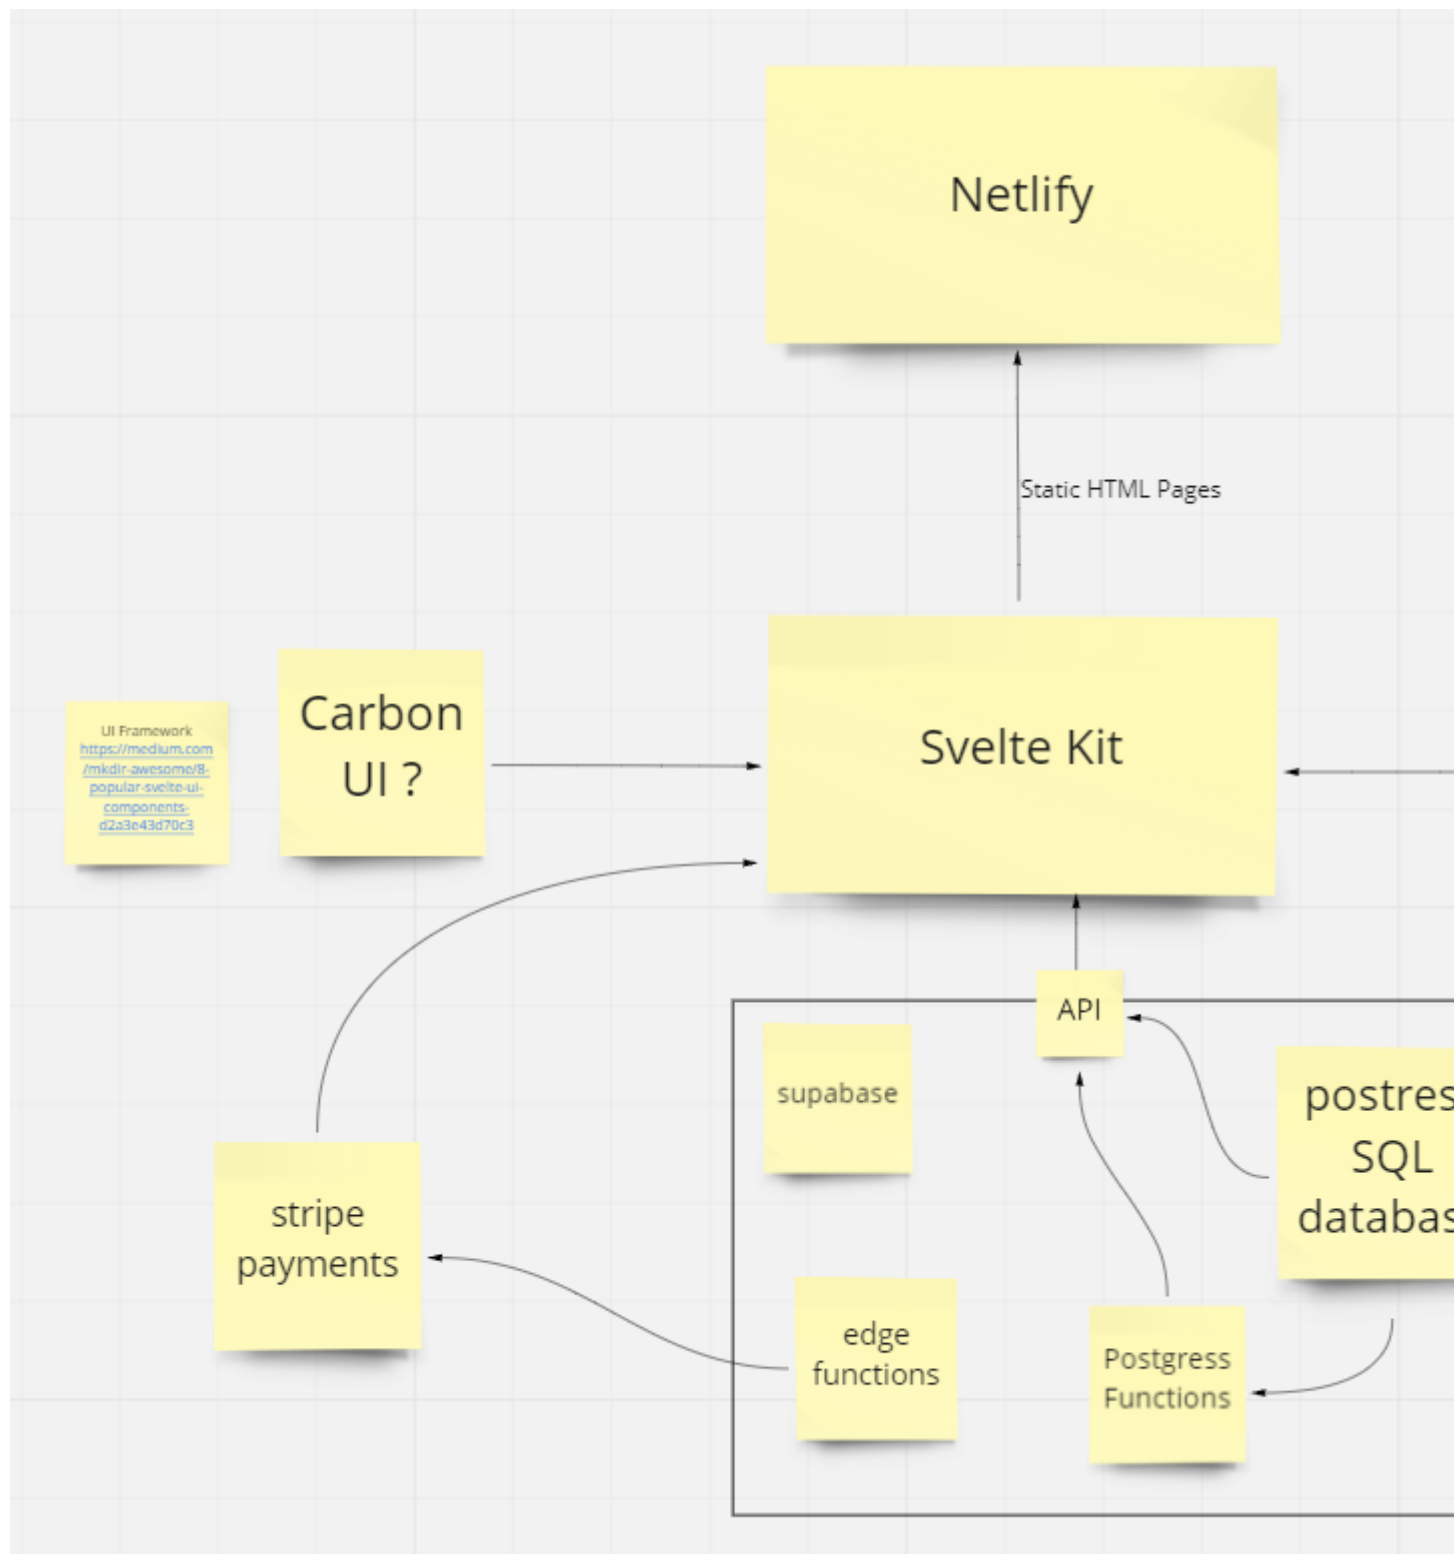 Netlify
Static HTML Pages
UI Framework
https://medium.com
/mkdir-awesome/8-
popular-svelte-ui-
components-
d2a3e43d70c3
Carbon
UI ?
Svelte Kit
API
supabase
postres
SQL
databas
stripe
payments
edge
functions
Postgress
Functions